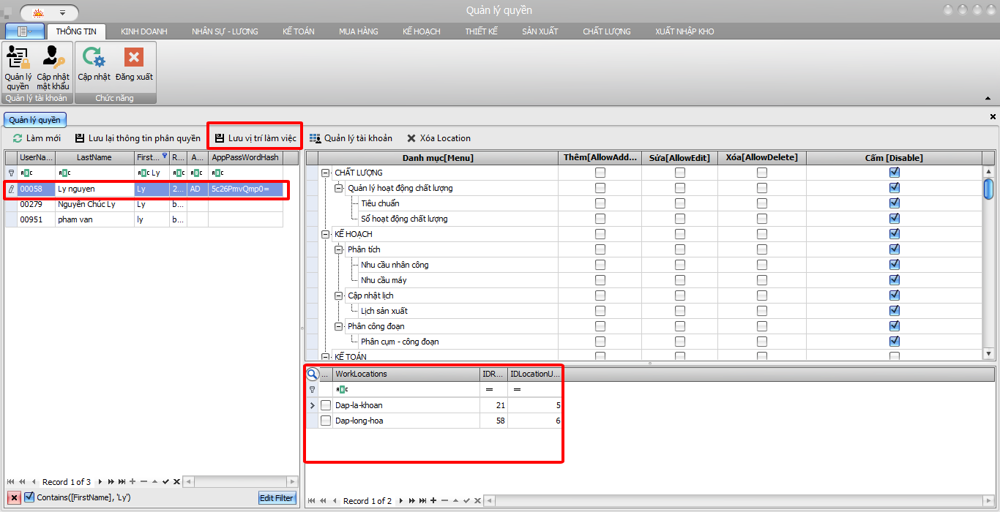 Quản lý quyền
THÔNG TIN KINH DOANH NHÂN SỰ - LƯƠNG KẾ TOÁN MUA HÀNG KẾ HOẠCH THIẾT KẾ SẢN XUẤT CHẤT LƯỢNG XUẤT NHẬP KHO
Quản lý quyền
Cập nhật mật khẩu
Cập nhật
Đăng xuất
Quản lý tài khoản
Chức năng
Quản lý quyền
Làm mới Lưu lại thông tin phân quyền Lưu vị trí làm việc Quản lý tài khoản Xóa Location
UserNa... LastName First... R... A... AppPassWordHash
Ly
00058 Ly nguyen Ly 2... AD 5c26PmvQmp0=
00279 Nguyễn Chúc Ly Ly b...
00951 pham van ly b...
Record 1 of 3
Contains([FirstName], 'Ly')
Edit Filter
Danh mục[Menu] Thêm[AllowAdd... Sửa[AllowEdit] Xóa[AllowDelete] Cấm [Disable]
CHẤT LƯỢNG
Quản lý hoạt động chất lượng
Tiêu chuẩn
Sổ hoạt động chất lượng
KẾ HOẠCH
Phân tích
Nhu cầu nhân công
Nhu cầu máy
Cập nhật lịch
Lịch sản xuất
Phân công đoạn
Phân cụm - công đoạn
KẾ TOÁN
... WorkLocations IDR... IDLocationU...
= =
Dap-la-khoan 21 5
Dap-long-hoa 58 6
Record 1 of 2